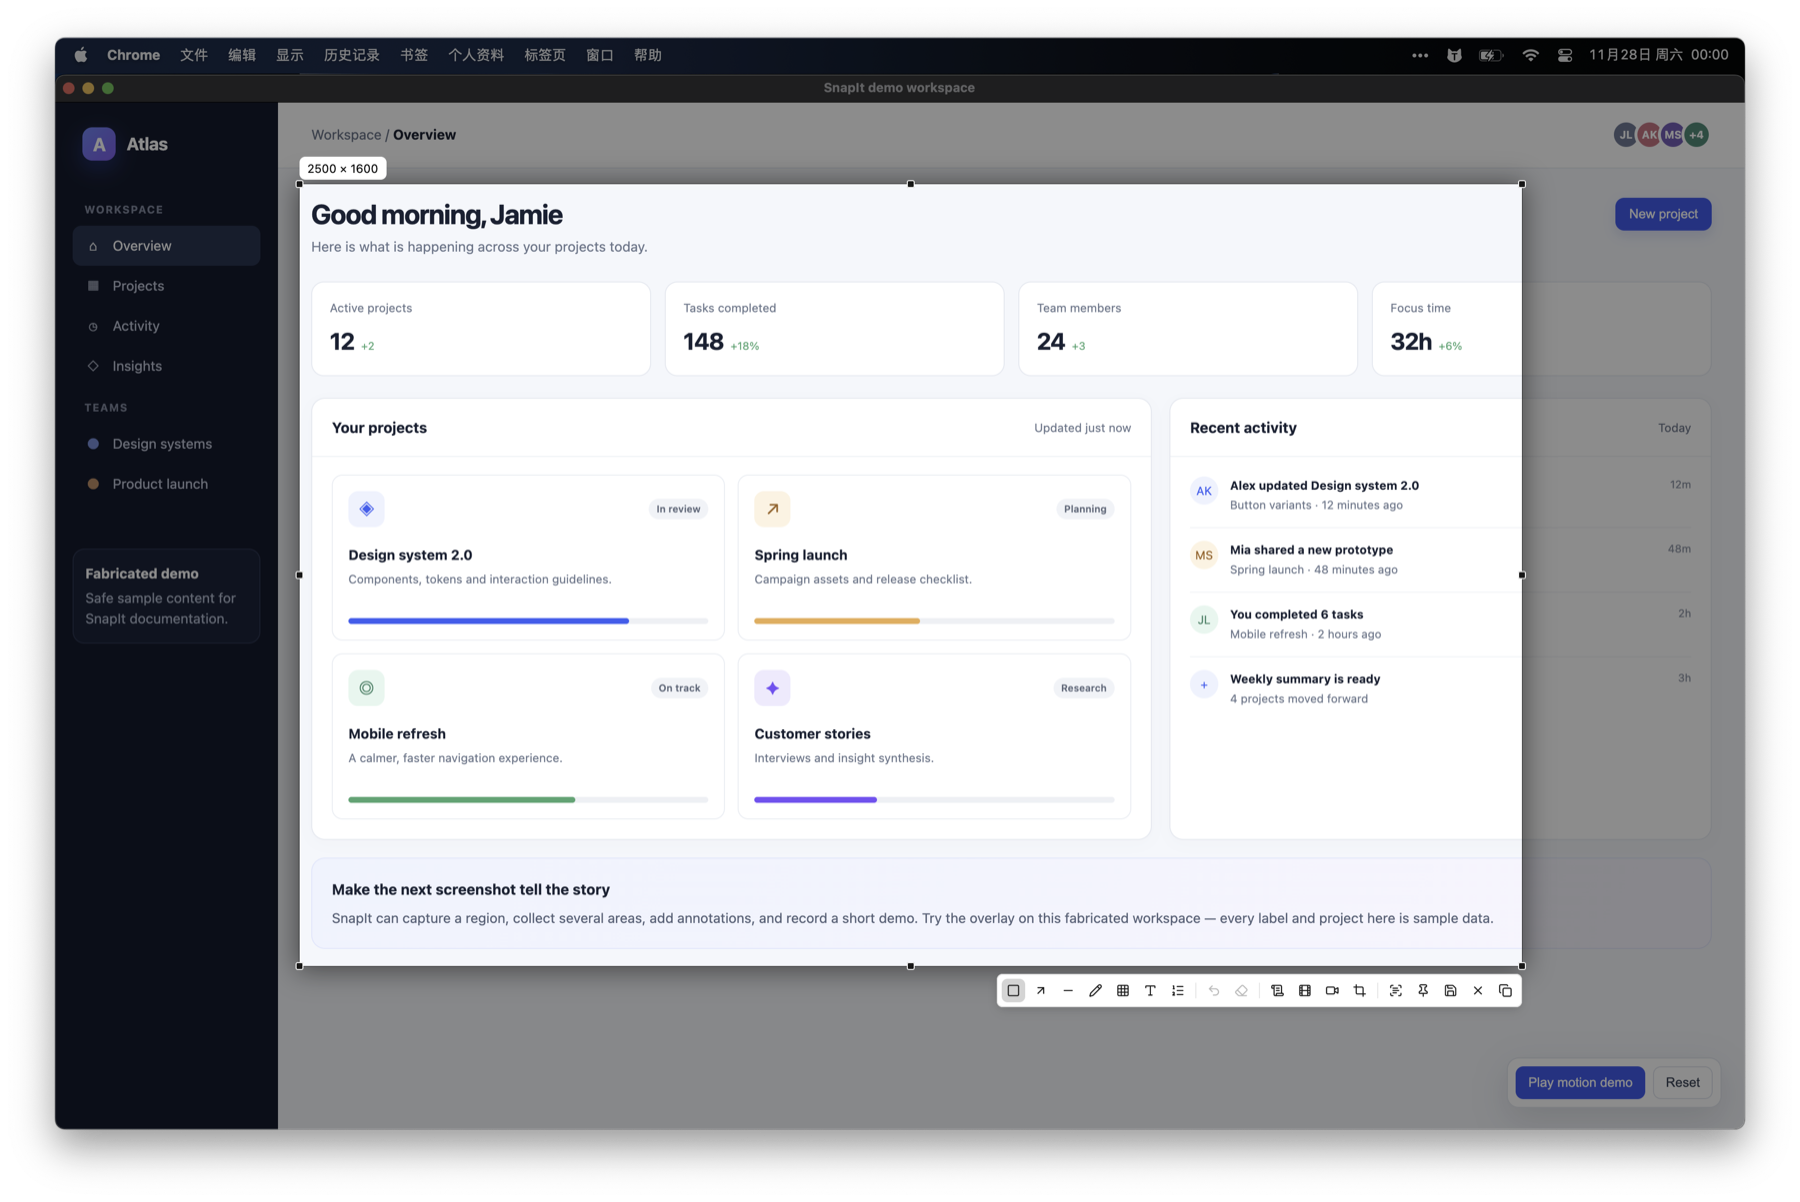 Chrome 文件 编辑 显示 历史记录 书签 个人资料 标签页 窗口 帮助 11月28日 周六 00:00
SnapIt demo workspace
A Atlas
WORKSPACE
Overview
Projects
Activity
Insights
TEAMS
Design systems
Product launch
Fabricated demo
Safe sample content for
SnapIt documentation.
Workspace / Overview
JL AK MS +4
2500 × 1600
Good morning, Jamie
Here is what is happening across your projects today.
New project
Active projects
12 +2
Tasks completed
148 +18%
Team members
24 +3
Focus time
32h +6%
Your projects
Updated just now
In review
Design system 2.0
Components, tokens and interaction guidelines.
Planning
Spring launch
Campaign assets and release checklist.
On track
Mobile refresh
A calmer, faster navigation experience.
Research
Customer stories
Interviews and insight synthesis.
Recent activity
Today
AK
Alex updated Design system 2.0
Button variants · 12 minutes ago
12m
MS
Mia shared a new prototype
Spring launch · 48 minutes ago
48m
JL
You completed 6 tasks
Mobile refresh · 2 hours ago
2h
+
Weekly summary is ready
4 projects moved forward
3h
Make the next screenshot tell the story
SnapIt can capture a region, collect several areas, add annotations, and record a short demo. Try the overlay on this fabricated workspace — every label and project here is sample data.
Play motion demo
Reset